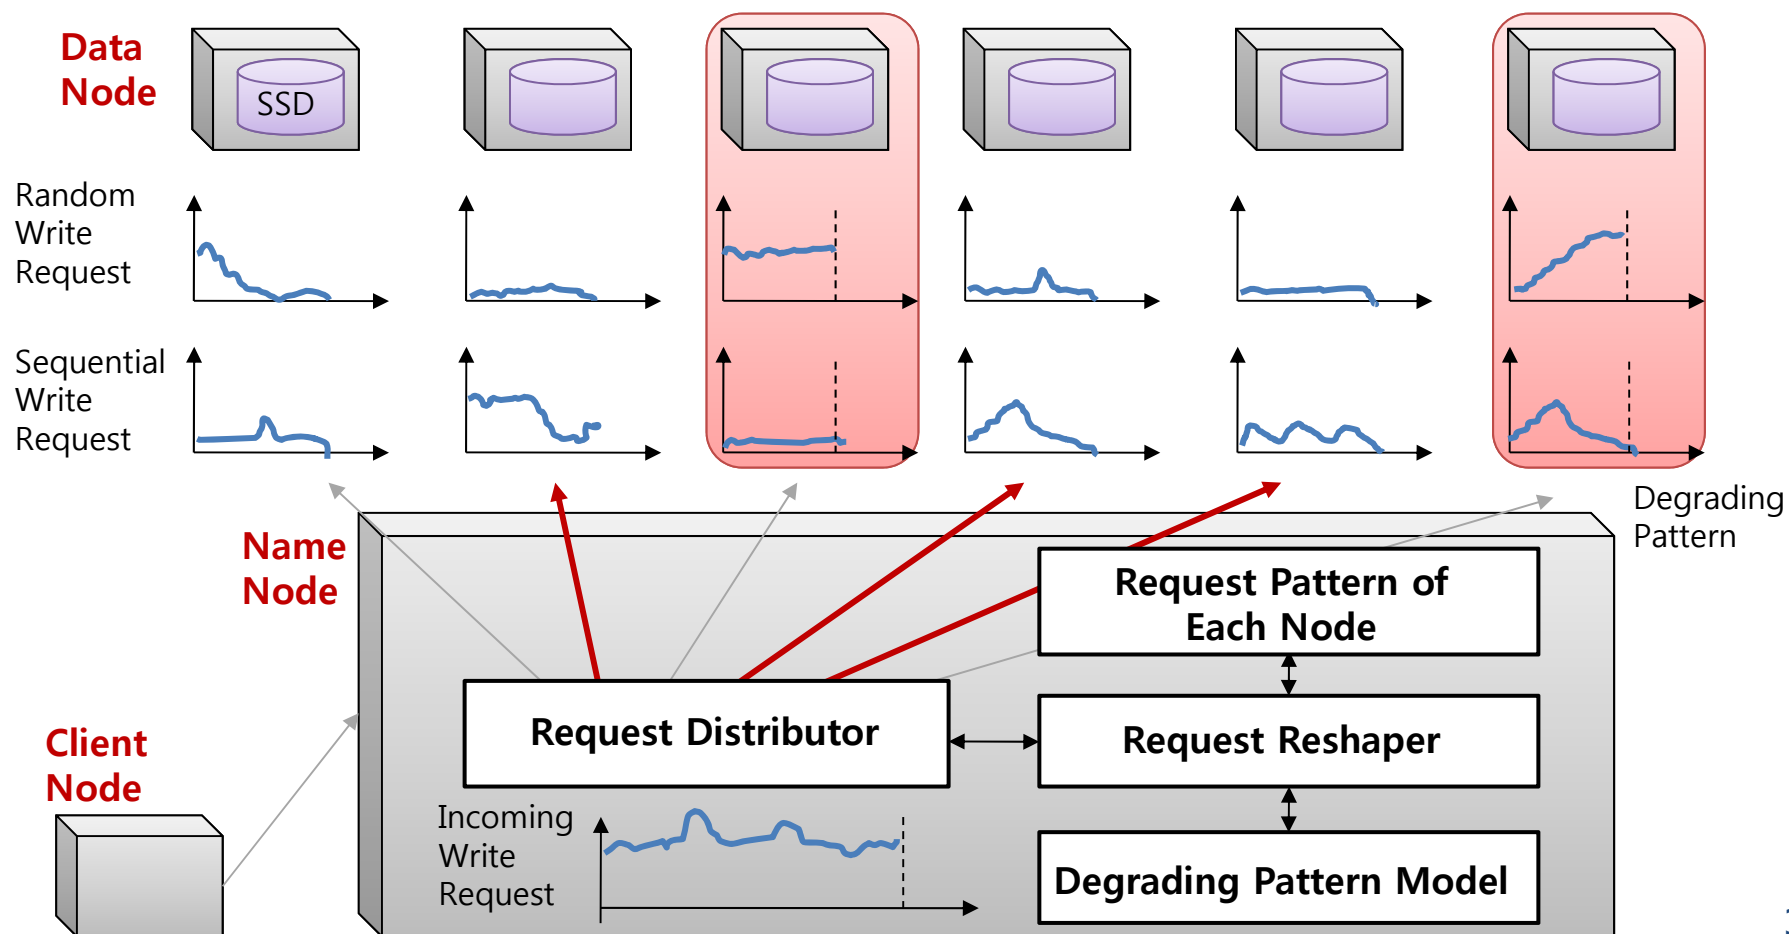 Data
Node
SSD
Random
Write
Request
Sequential
Write
Request
Degrading
Pattern
Name
Node
Request Pattern of
Each Node
Request Distributor
Request Reshaper
Client
Node
Incoming
Write
Request
Degrading Pattern Model